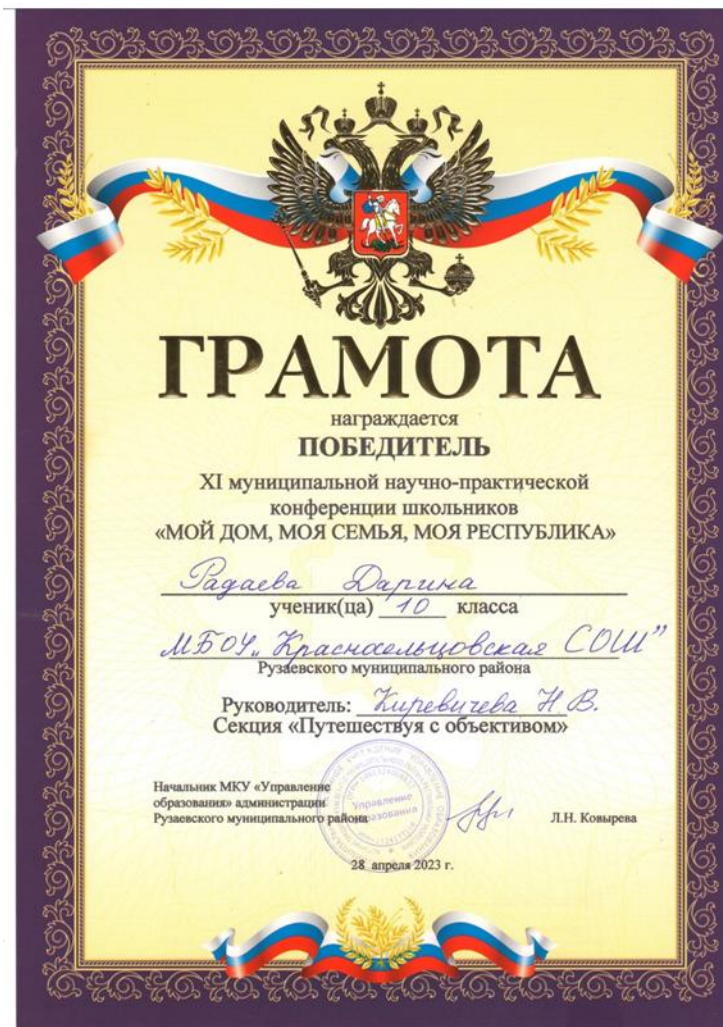 ГРАМОТА
награждается
ПОБЕДИТЕЛЬ
XI муниципальной научно-практической
конференции школьников
«МОЙ ДОМ, МОЯ СЕМЬЯ, МОЯ РЕСПУБЛИКА»
Радаева Дарина
ученик(ца) 10 класса
МБОУ „Красносельцовская СОШ”
Рузаевского муниципального района
Руководитель: Киревичева Н В.
Секция «Путешествуя с объективом»
Начальник МКУ «Управление
образования» администрации
Рузаевского муниципального района
Л.Н. Ковырева
Управление
образования
28 апреля 2023 г.